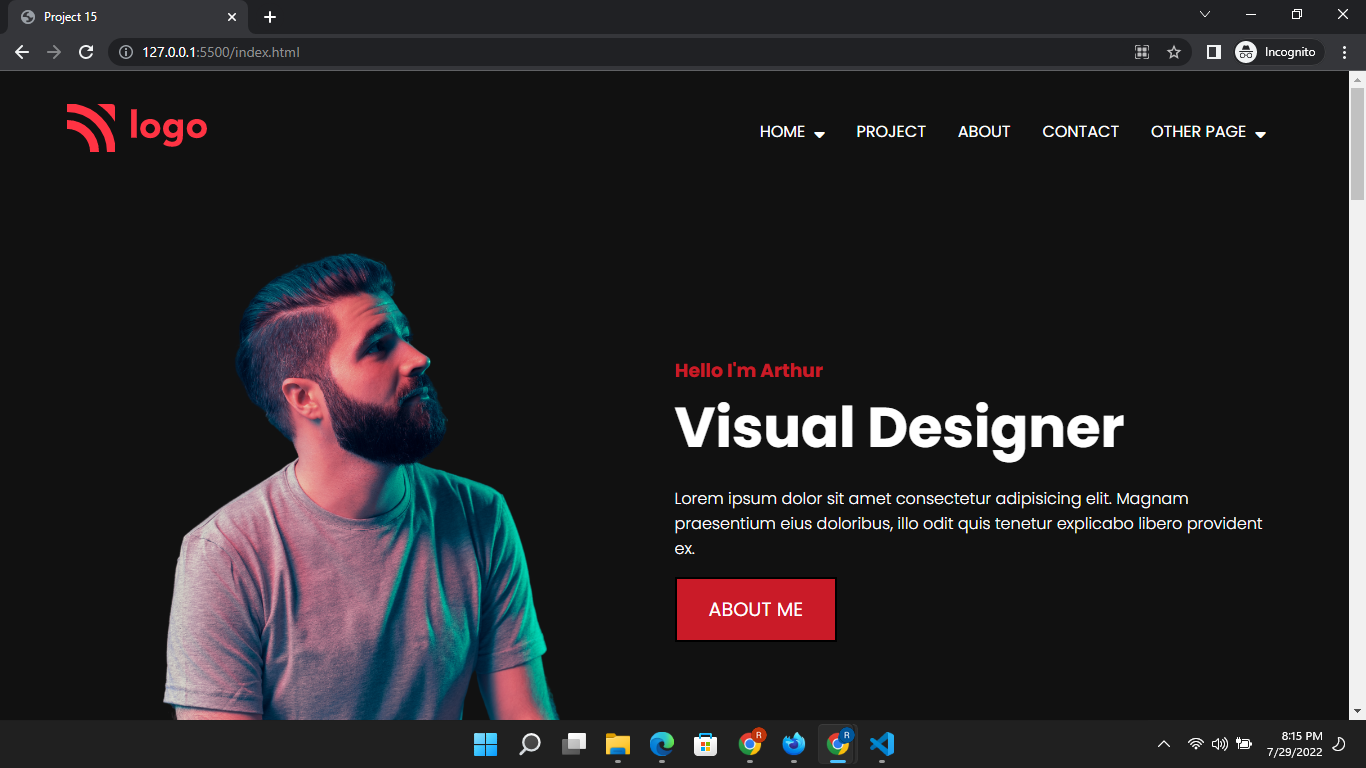 Project 15
127.0.0.1:5500/index.html
Incognito
logo
HOME
PROJECT
ABOUT
CONTACT
OTHER PAGE
Hello I'm Arthur
Visual Designer
Lorem ipsum dolor sit amet consectetur adipisicing elit. Magnam
praesentium eius doloribus, illo odit quis tenetur explicabo libero provident
ex.
ABOUT ME
R
R
8:15 PM
7/29/2022